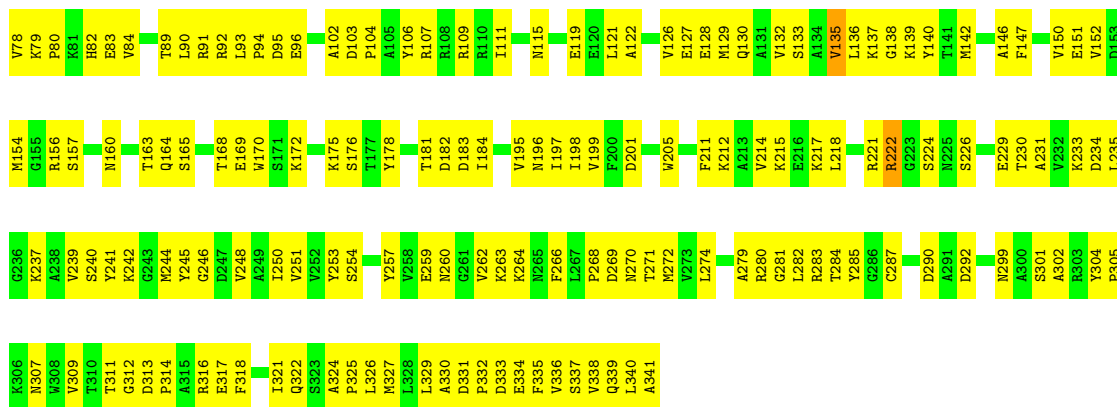 V78 K79 P80 K81 H82 E83 V84 T89 L90 R91 R92 L93 P94 D95 E96 A102 D103 P104 A105 Y106 R107 R108 R109 R110 I111 N115 E119 E120 L121 A122 V126 E127 E128 M129 Q130 A131 V132 S133 A134 V135 L136 K137 G138 K139 Y140 T141 M142 A146 F147 V150 E151 V152 D153
M154 G155 R156 S157 N160 T163 Q164 S165 T168 E169 W170 S171 K172 K175 S176 T177 Y178 T181 D182 D183 I184 V195 N196 I197 I198 V199 F200 D201 W205 F211 K212 A213 V214 K215 E216 K217 L218 R221 R222 G223 S224 N225 S226 E229 T230 A231 V232 K233 D234 L235
G236 K237 A238 V239 S240 Y241 K242 G243 M244 Y245 G246 D247 V248 A249 I250 V251 V252 Y253 S254 Y257 V258 E259 N260 G261 V262 K263 K264 N265 F266 L267 P268 D269 N270 T271 M272 V273 L274 A279 R280 G281 L282 R283 T284 Y285 G286 C287 D290 A291 D292 N299 A300 S301 A302 R303 Y304 P305
K306 N307 W308 V309 T310 T311 G312 D313 P314 A315 R316 E317 F318 I321 Q322 S323 A324 P325 L326 M327 L328 L329 A330 D331 P332 D333 E334 F335 V336 S337 V338 Q339 L340 A341